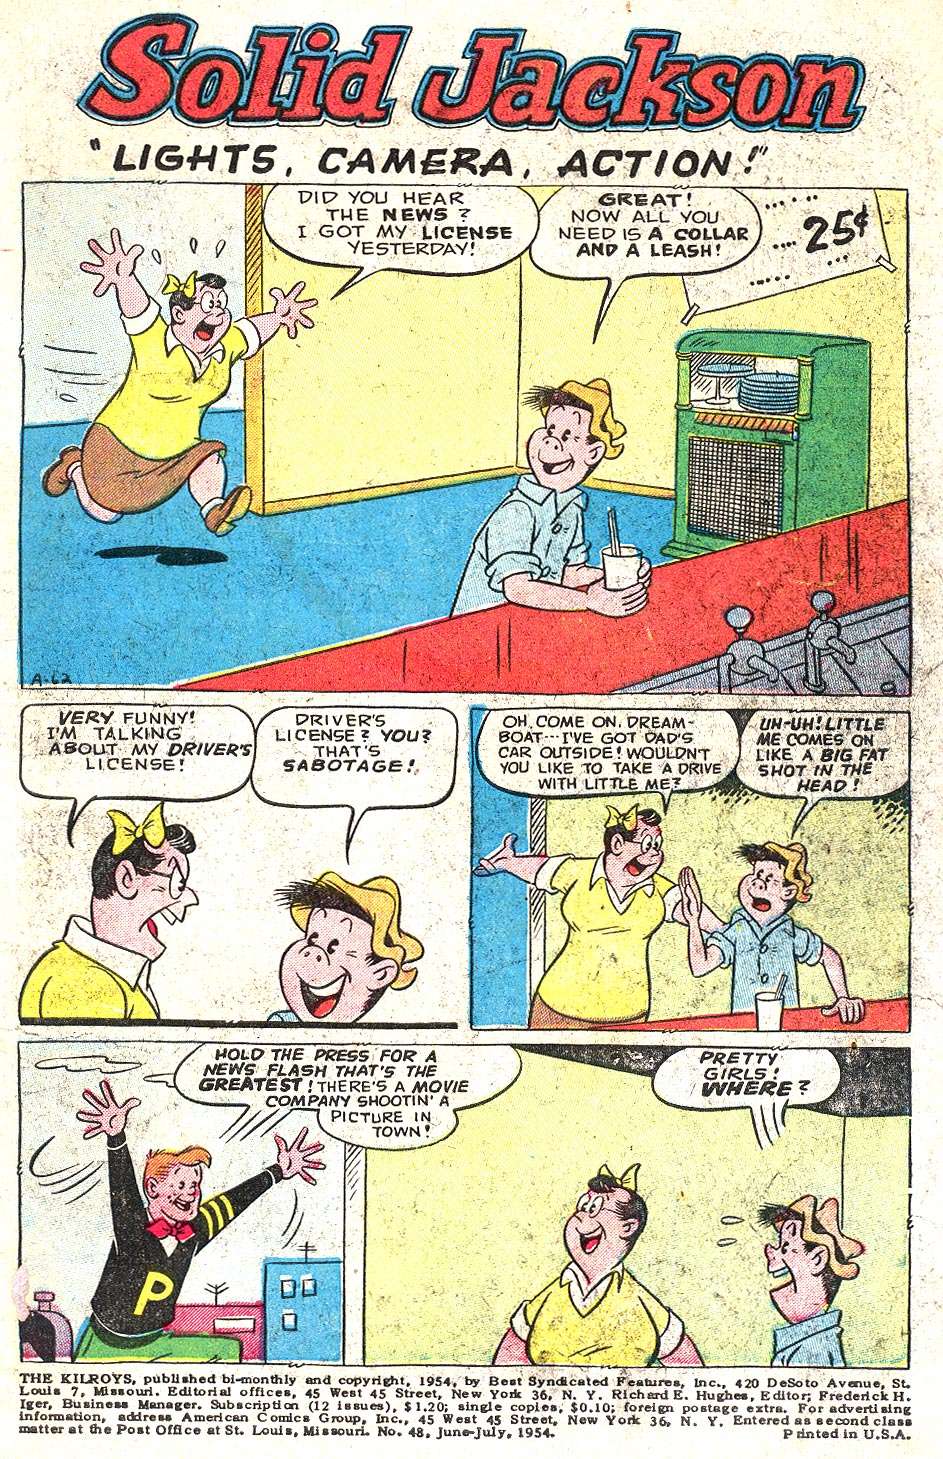 Solid Jackson
"LIGHTS, CAMERA, ACTION!"
DID YOU HEAR
THE NEWS?
I GOT MY LICENSE
YESTERDAY!
GREAT!
NOW ALL YOU
NEED IS A COLLAR
AND A LEASH!
25¢
A-62
VERY FUNNY!
I'M TALKING
ABOUT MY DRIVER'S
LICENSE!
DRIVER'S
LICENSE? YOU?
THAT'S
SABOTAGE!
OH, COME ON, DREAM-
BOAT---I'VE GOT DAD'S
CAR OUTSIDE! WOULDN'T
YOU LIKE TO TAKE A DRIVE
WITH LITTLE ME?
UH-UH! LITTLE
ME COMES ON
LIKE A BIG FAT
SHOT IN THE
HEAD!
HOLD THE PRESS FOR A
NEWS FLASH THAT'S THE
GREATEST! THERE'S A MOVIE
COMPANY SHOOTIN' A
PICTURE IN
TOWN!
PRETTY
GIRLS!
WHERE?
P
THE KILROYS, published bi-monthly and copyright, 1954, by Best Syndicated Features, Inc., 420 DeSoto Avenue, St.
Louis 7, Missouri. Editorial offices, 45 West 45 Street, New York 36, N. Y. Richard E. Hughes, Editor; Frederick H.
Iger, Business Manager. Subscription (12 issues), $1.20; single copies, $0.10; foreign postage extra. For advertising
information, address American Comics Group, Inc., 45 West 45 Street, New York 36, N. Y. Entered as second class
matter at the Post Office at St. Louis, Missouri. No. 48, June-July, 1954. Printed in U.S.A.